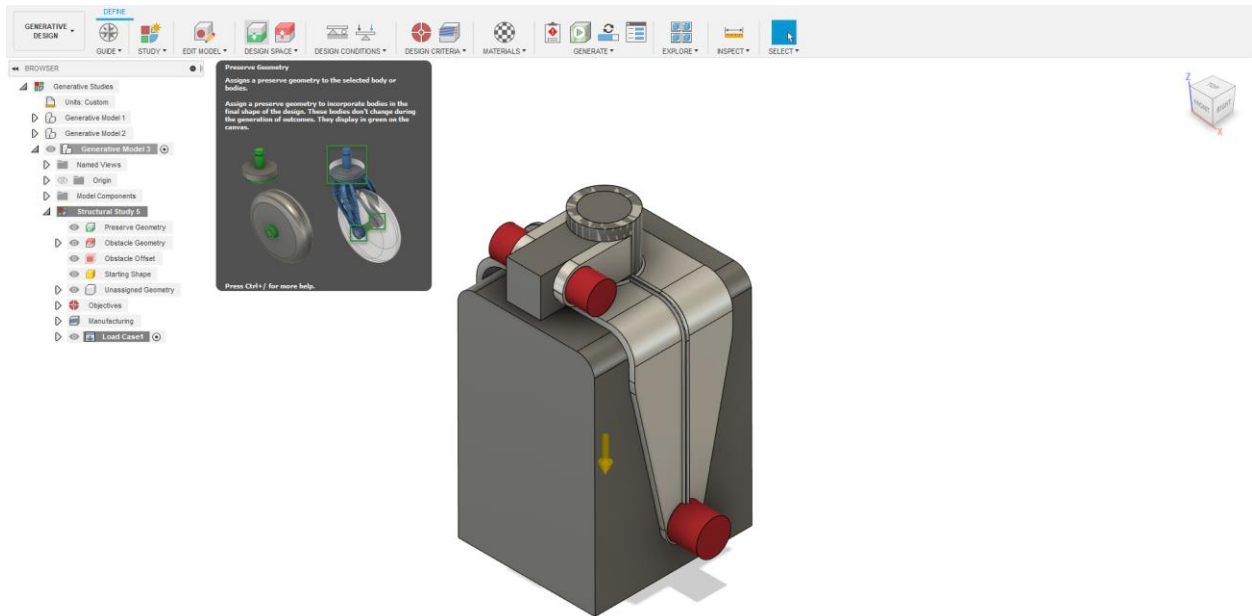 DEFINE
GENERATIVE DESIGN ▾
GUIDE ▾
STUDY ▾
EDIT MODEL ▾
DESIGN SPACE ▾
DESIGN CONDITIONS ▾
DESIGN CRITERIA ▾
MATERIALS ▾
GENERATE ▾
EXPLORE ▾
INSPECT ▾
SELECT ▾
BROWSER
Generative Studies
Units: Custom
Generative Model 1
Generative Model 2
Generative Model 3
Named Views
Origin
Model Components
Structural Study 5
Preserve Geometry
Obstacle Geometry
Obstacle Offset
Starting Shape
Unassigned Geometry
Objectives
Manufacturing
Load Case1
Preserve Geometry
Assigns a preserve geometry to the selected body or
bodies.
Assign a preserve geometry to incorporate bodies in the
final shape of the design. These bodies don't change during
the generation of outcomes. They display in green on the
canvas.
Press Ctrl+/ for more help.
Z
TOP
FRONT
RIGHT
X